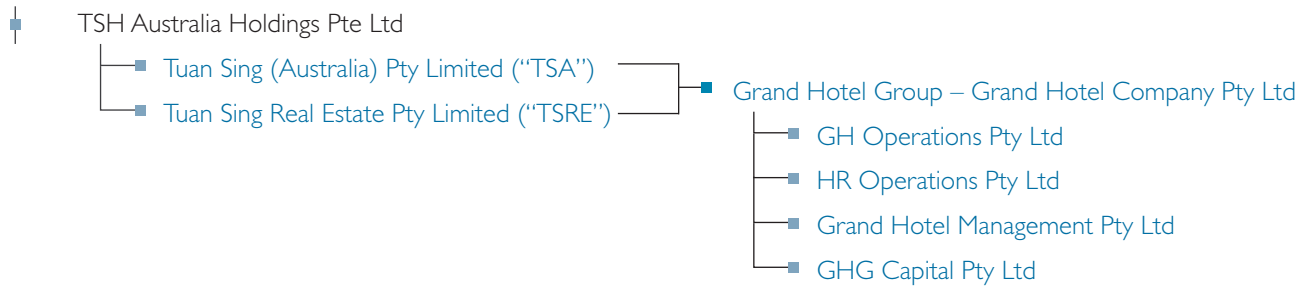 TSH Australia Holdings Pte Ltd
Tuan Sing (Australia) Pty Limited (“TSA”)
Tuan Sing Real Estate Pty Limited (“TSRE”)
Grand Hotel Group – Grand Hotel Company Pty Ltd
GH Operations Pty Ltd
HR Operations Pty Ltd
Grand Hotel Management Pty Ltd
GHG Capital Pty Ltd